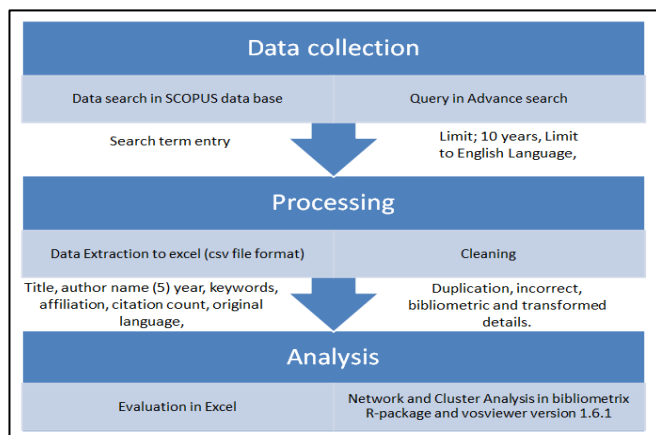 Data collection
Data search in SCOPUS data base
Query in Advance search
Search term entry
Limit; 10 years, Limit
to English Language,
Processing
Data Extraction to excel (csv file format)
Cleaning
Title, author name (5) year, keywords,
affiliation, citation count, original
language,
Duplication, incorrect,
bibliometric and transformed
details.
Analysis
Evaluation in Excel
Network and Cluster Analysis in bibliometrix
R-package and vosviewer version 1.6.1